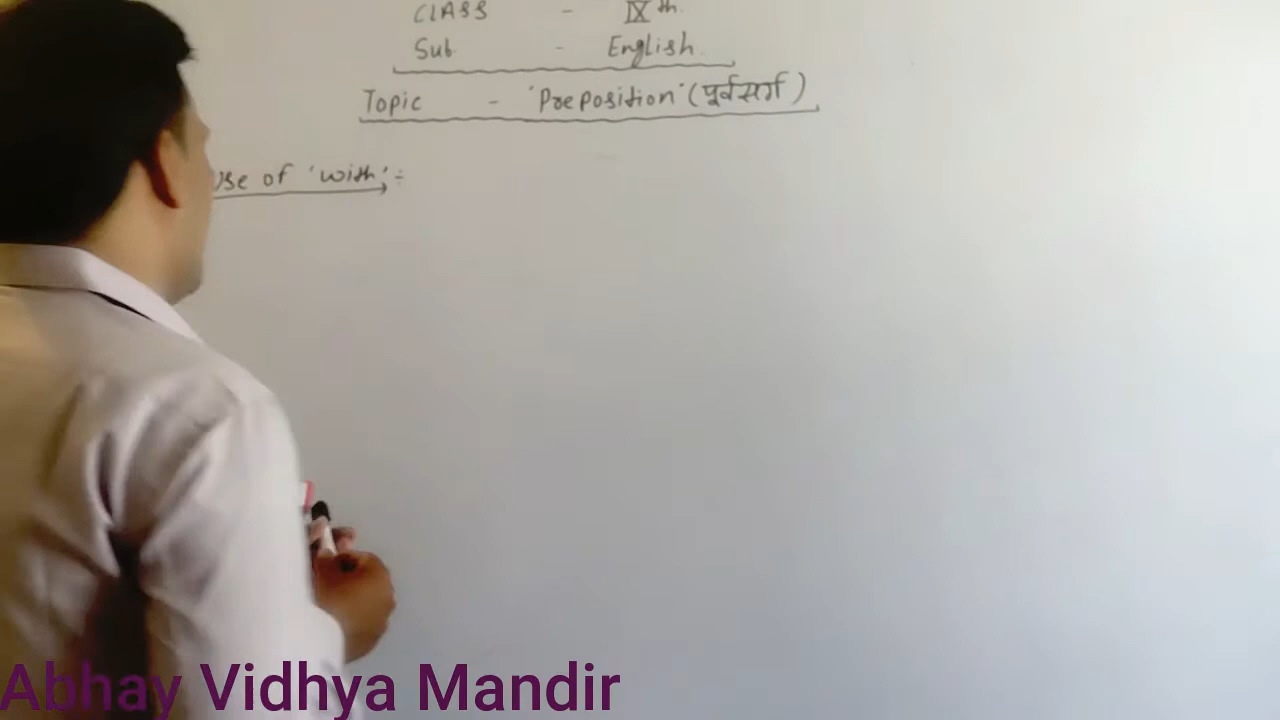 CLASS - IXth
Sub - English
Topic - 'Preposition' (पूर्वसर्ग)
Use of 'with' :-
Abhay Vidhya Mandir